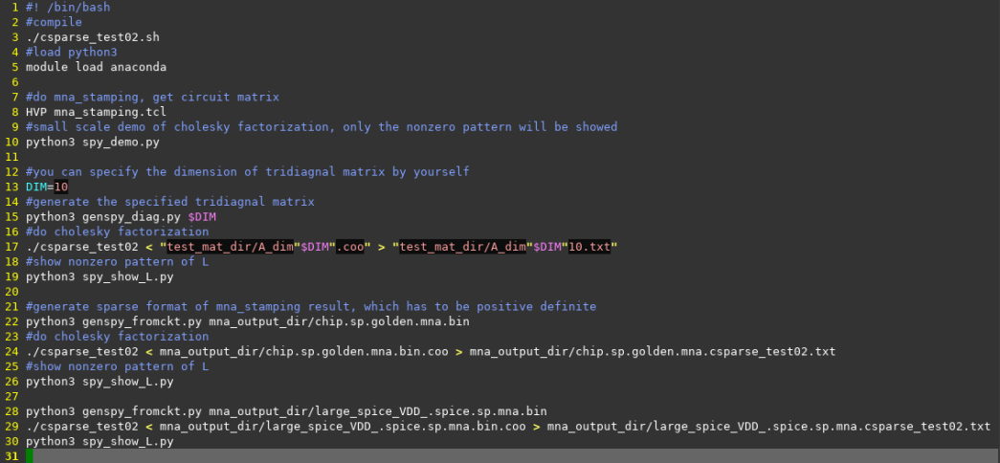 1 #! /bin/bash
2 #compile
3 ./csparse_test02.sh
4 #load python3
5 module load anaconda
6
7 #do mna_stamping, get circuit matrix
8 HVP mna_stamping.tcl
9 #small scale demo of cholesky factorization, only the nonzero pattern will be showed
10 python3 spy_demo.py
11
12 #you can specify the dimension of tridiagnal matrix by yourself
13 DIM=10
14 #generate the specified tridiagnal matrix
15 python3 genspy_diag.py $DIM
16 #do cholesky factorization
17 ./csparse_test02 < "test_mat_dir/A_dim"$DIM".coo" > "test_mat_dir/A_dim"$DIM"10.txt"
18 #show nonzero pattern of L
19 python3 spy_show_L.py
20
21 #generate sparse format of mna_stamping result, which has to be positive definite
22 python3 genspy_fromckt.py mna_output_dir/chip.sp.golden.mna.bin
23 #do cholesky factorization
24 ./csparse_test02 < mna_output_dir/chip.sp.golden.mna.bin.coo > mna_output_dir/chip.sp.golden.mna.csparse_test02.txt
25 #show nonzero pattern of L
26 python3 spy_show_L.py
27
28 python3 genspy_fromckt.py mna_output_dir/large_spice_VDD_.spice.sp.mna.bin
29 ./csparse_test02 < mna_output_dir/large_spice_VDD_.spice.sp.mna.bin.coo > mna_output_dir/large_spice_VDD_.spice.sp.mna.csparse_test02.txt
30 python3 spy_show_L.py
31